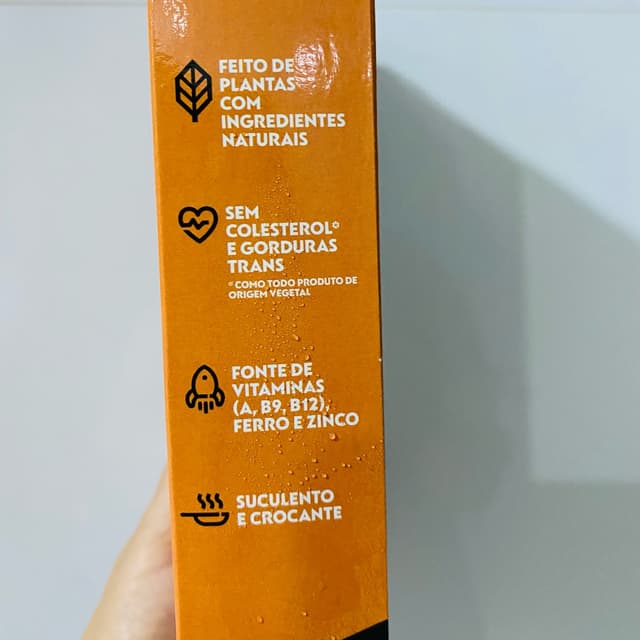 FEITO DE
PLANTAS
COM
INGREDIENTES
NATURAIS
SEM
COLESTEROL*
E GORDURAS
TRANS
* COMO TODO PRODUTO DE
ORIGEM VEGETAL
FONTE DE
VITAMINAS
(A, B9, B12),
FERRO E ZINCO
SUCULENTO
E CROCANTE